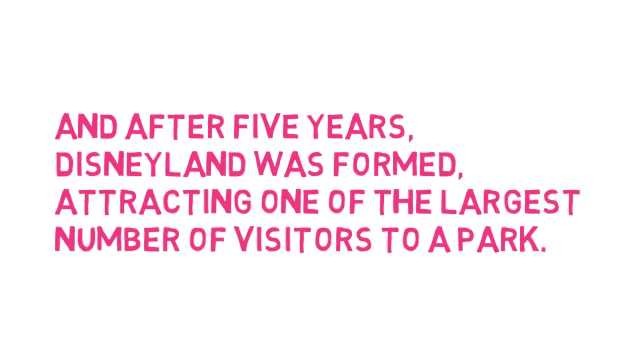 AND AFTER FIVE YEARS,
DISNEYLAND WAS FORMED,
ATTRACTING ONE OF THE LARGEST
NUMBER OF VISITORS TO A PARK.